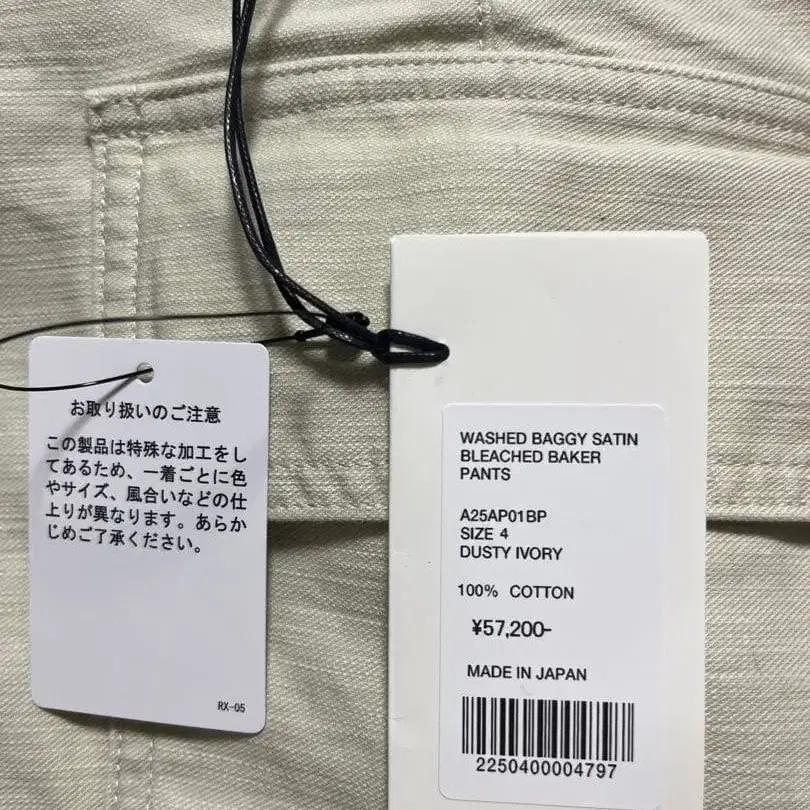 お取り扱いのご注意
この製品は特殊な加工をし
てあるため、一着ごとに色
やサイズ、風合いなどの仕
上りが異なります。あらか
じめご了承ください。
RX-05
WASHED BAGGY SATIN
BLEACHED BAKER
PANTS
A25AP01BP
SIZE 4
DUSTY IVORY
100% COTTON
¥57,200-
MADE IN JAPAN
2250400004797